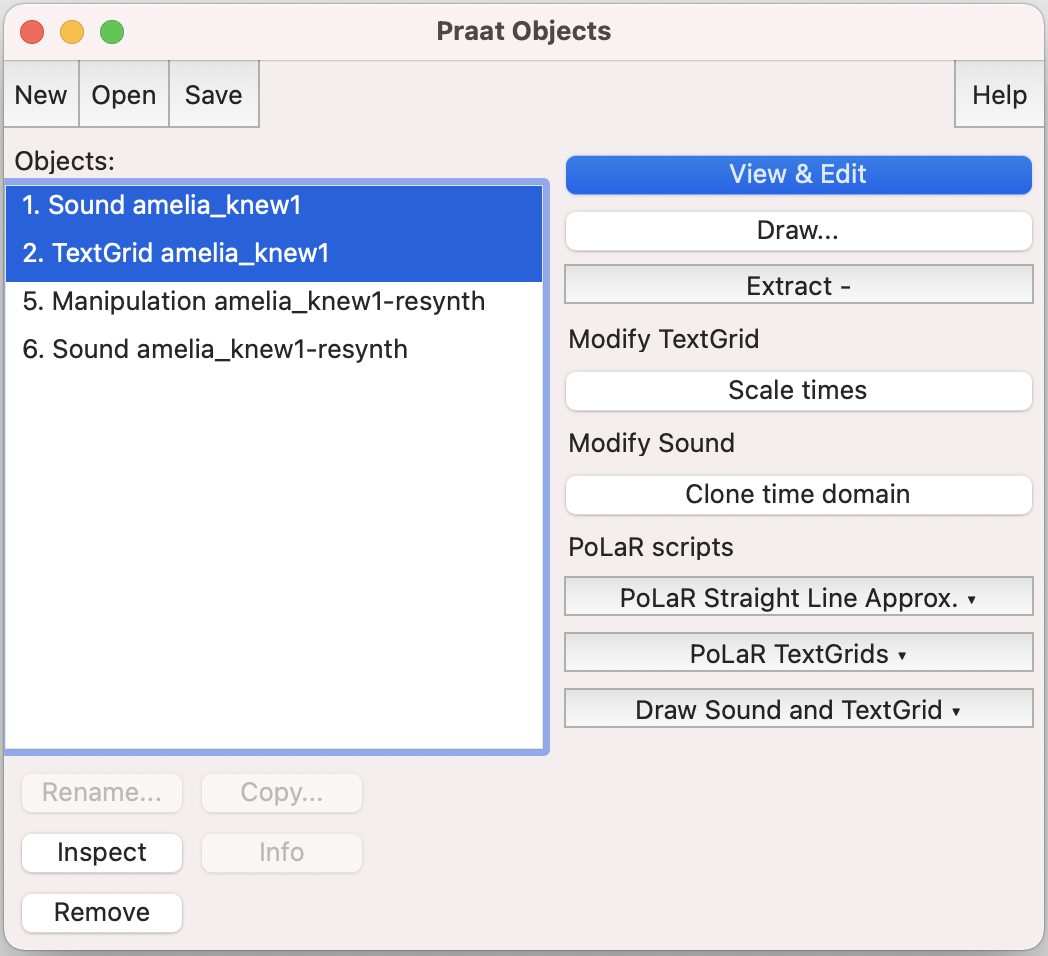 Praat Objects
New Open Save Help
Objects:
1. Sound amelia_knew1
2. TextGrid amelia_knew1
5. Manipulation amelia_knew1-resynth
6. Sound amelia_knew1-resynth
View & Edit
Draw...
Extract -
Modify TextGrid
Scale times
Modify Sound
Clone time domain
PoLaR scripts
PoLaR Straight Line Approx. ▾
PoLaR TextGrids ▾
Draw Sound and TextGrid ▾
Rename... Copy...
Inspect Info
Remove